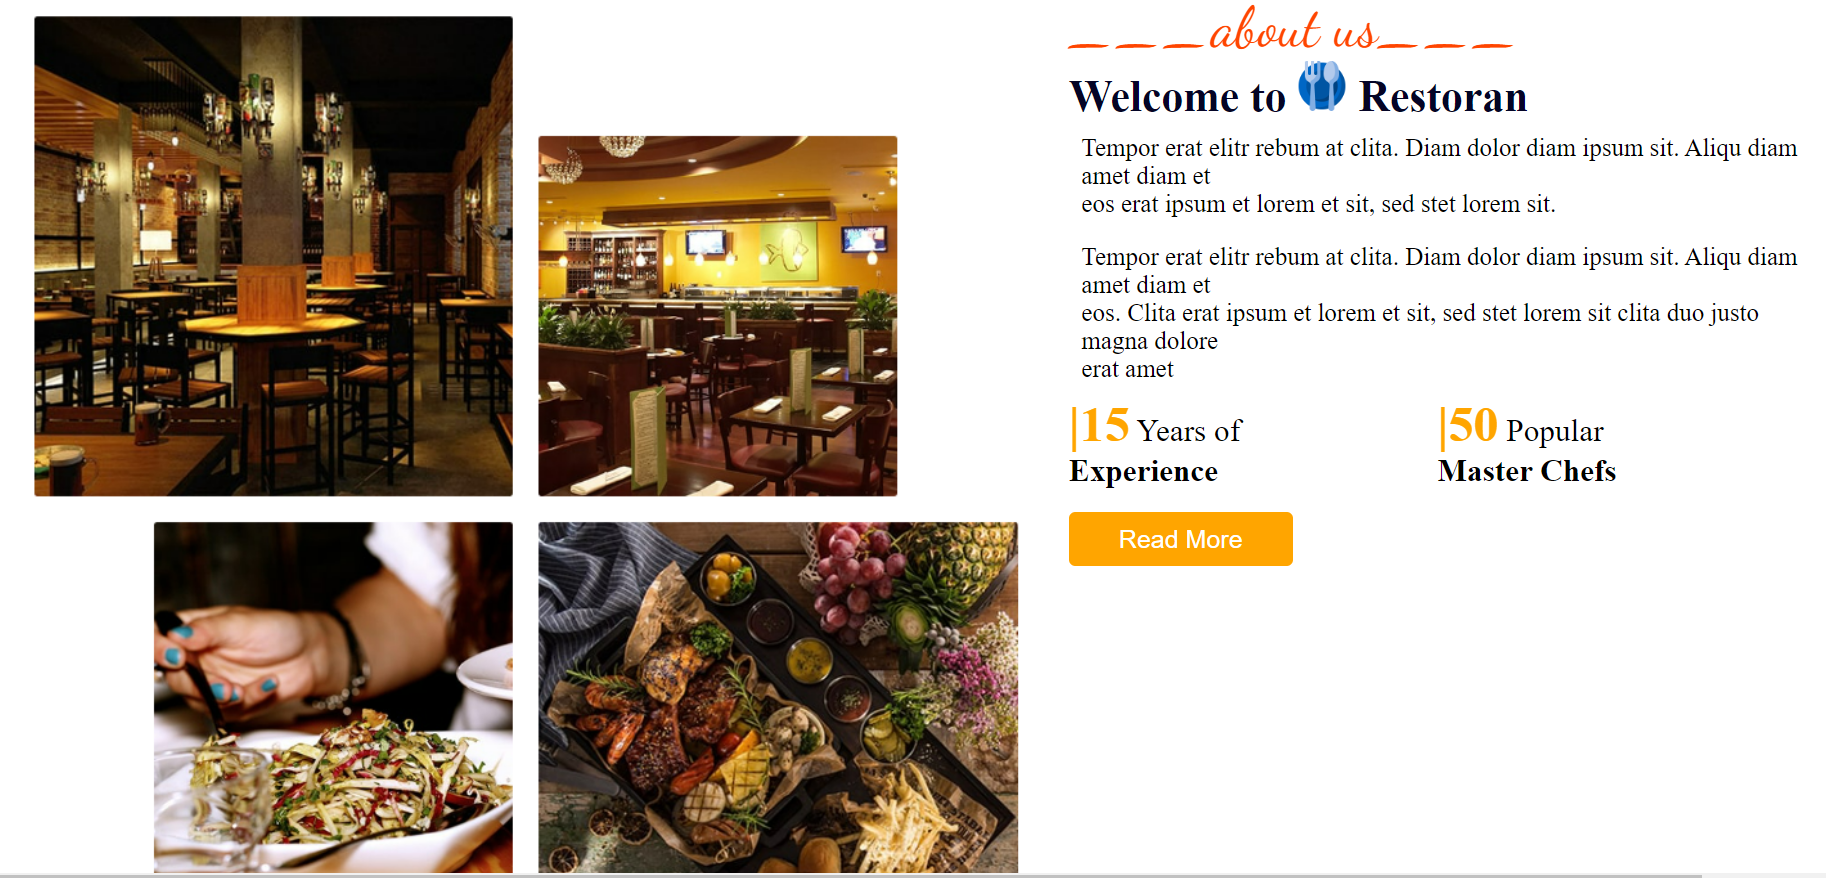 ___about us___
Welcome to Restoran
Tempor erat elitr rebum at clita. Diam dolor diam ipsum sit. Aliqu diam
amet diam et
eos erat ipsum et lorem et sit, sed stet lorem sit.
Tempor erat elitr rebum at clita. Diam dolor diam ipsum sit. Aliqu diam
amet diam et
eos. Clita erat ipsum et lorem et sit, sed stet lorem sit clita duo justo
magna dolore
erat amet
|15 Years of
Experience
|50 Popular
Master Chefs
Read More